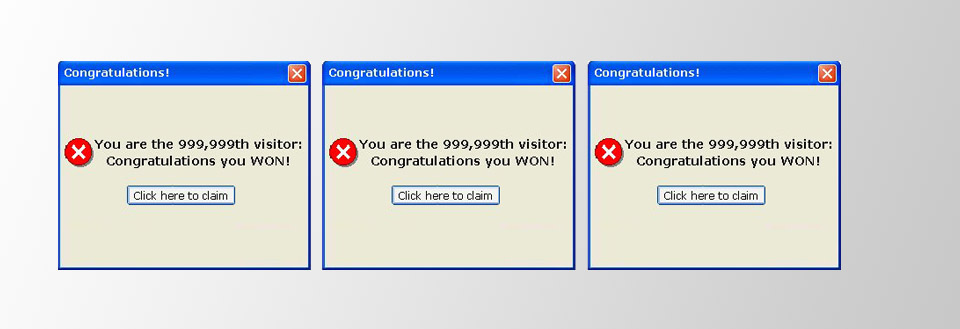 Congratulations!
You are the 999,999th visitor:
Congratulations you WON!
Click here to claim
Congratulations!
You are the 999,999th visitor:
Congratulations you WON!
Click here to claim
Congratulations!
You are the 999,999th visitor:
Congratulations you WON!
Click here to claim